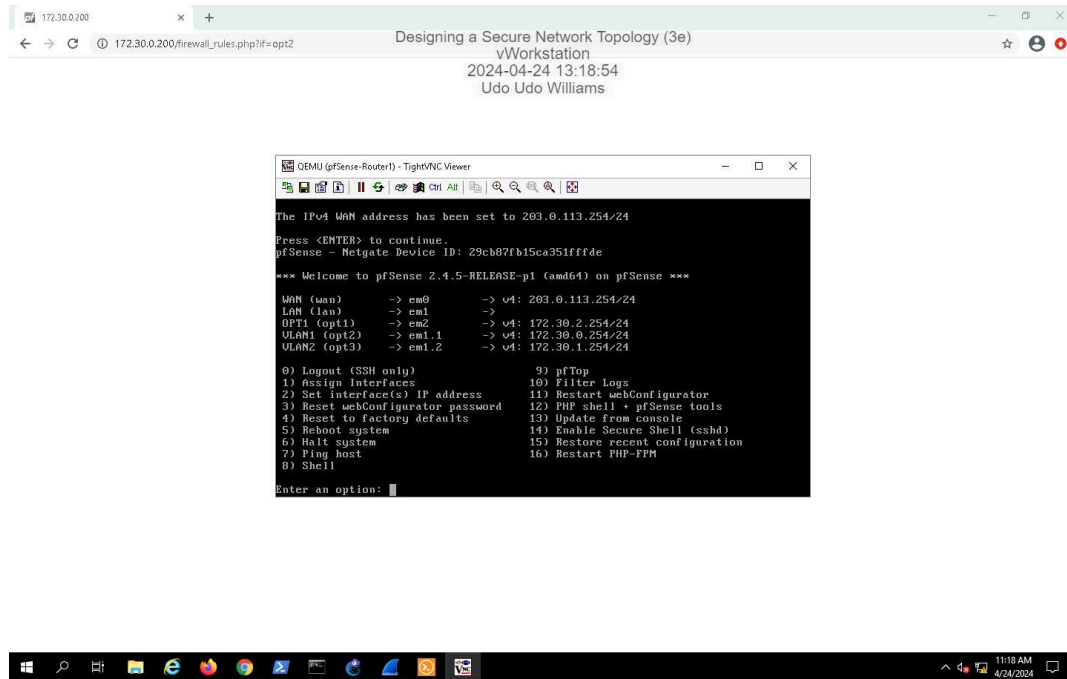 172.30.0.200
172.30.0.200/firewall_rules.php?if=opt2
Designing a Secure Network Topology (3e)
vWorkstation
2024-04-24 13:18:54
Udo Udo Williams
QEMU (pfSense-Router1) - TightVNC Viewer
Ctrl Alt
The IPv4 WAN address has been set to 203.0.113.254/24
Press <ENTER> to continue.
pfSense - Netgate Device ID: 29cb87fb15ca351fffde
*** Welcome to pfSense 2.4.5-RELEASE-p1 (amd64) on pfSense ***
WAN (wan) -> em0 -> v4: 203.0.113.254/24
LAN (lan) -> em1 ->
OPT1 (opt1) -> em2 -> v4: 172.30.2.254/24
VLAN1 (opt2) -> em1.1 -> v4: 172.30.0.254/24
VLAN2 (opt3) -> em1.2 -> v4: 172.30.1.254/24
0) Logout (SSH only) 9) pfTop
1) Assign Interfaces 10) Filter Logs
2) Set interface(s) IP address 11) Restart webConfigurator
3) Reset webConfigurator password 12) PHP shell + pfSense tools
4) Reset to factory defaults 13) Update from console
5) Reboot system 14) Enable Secure Shell (sshd)
6) Halt system 15) Restore recent configuration
7) Ping host 16) Restart PHP-FPM
8) Shell
Enter an option:
11:18 AM
4/24/2024